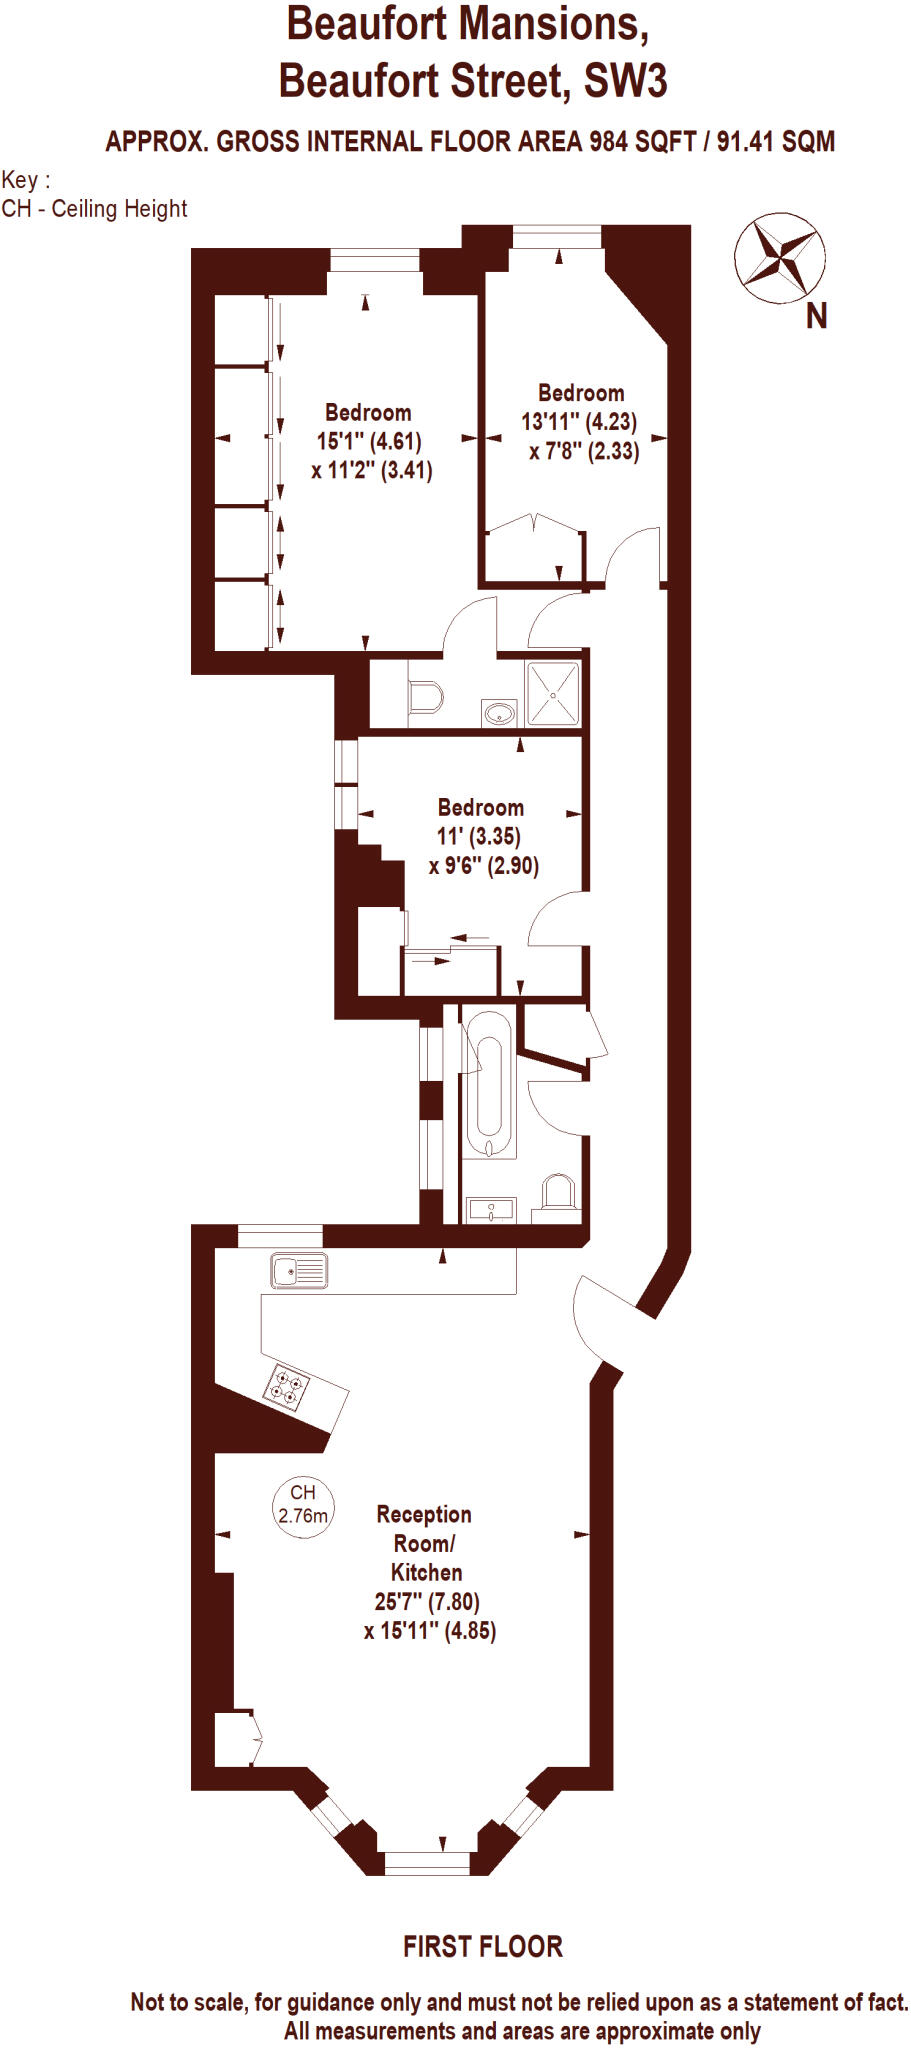 Beaufort Mansions,
Beaufort Street, SW3
APPROX. GROSS INTERNAL FLOOR AREA 984 SQFT / 91.41 SQM
Key :
CH - Ceiling Height
N
Bedroom
15'1" (4.61)
x 11'2" (3.41)
Bedroom
13'11" (4.23)
x 7'8" (2.33)
Bedroom
11' (3.35)
x 9'6" (2.90)
CH
2.76m
Reception
Room/
Kitchen
25'7" (7.80)
x 15'11" (4.85)
FIRST FLOOR
Not to scale, for guidance only and must not be relied upon as a statement of fact.
All measurements and areas are approximate only